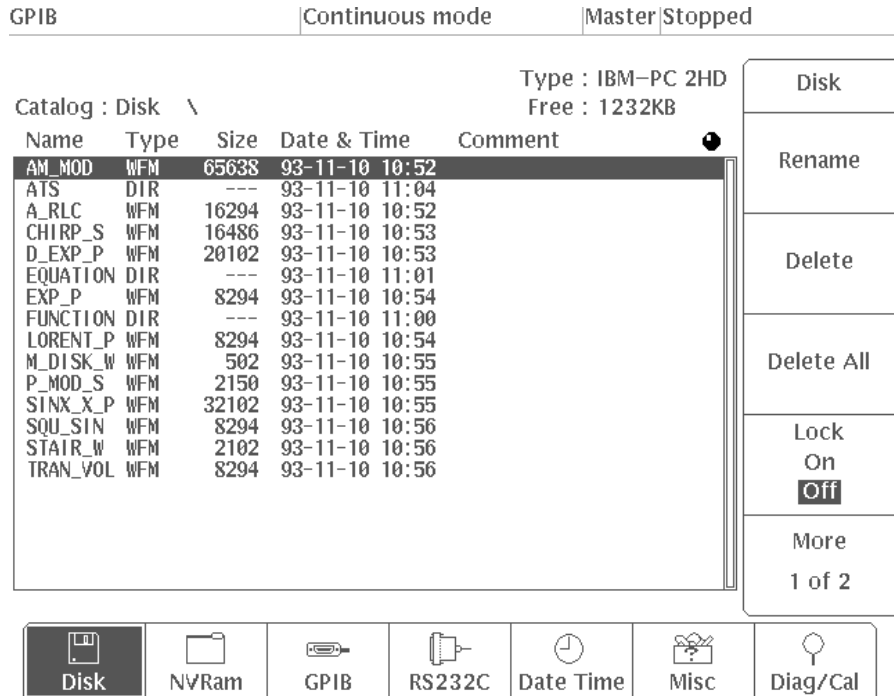 GPIB Continuous mode Master Stopped
Type : IBM-PC 2HD
Catalog : Disk \ Free : 1232KB
Name Type Size Date & Time Comment
AM_MOD WFM 65638 93-11-10 10:52
ATS DIR --- 93-11-10 11:04
A_RLC WFM 16294 93-11-10 10:52
CHIRP_S WFM 16486 93-11-10 10:53
D_EXP_P WFM 20102 93-11-10 10:53
EQUATION DIR --- 93-11-10 11:01
EXP_P WFM 8294 93-11-10 10:54
FUNCTION DIR --- 93-11-10 11:00
LORENT_P WFM 8294 93-11-10 10:54
M_DISK_W WFM 502 93-11-10 10:55
P_MOD_S WFM 2150 93-11-10 10:55
SINX_X_P WFM 32102 93-11-10 10:55
SQU_SIN WFM 8294 93-11-10 10:56
STAIR_W WFM 2102 93-11-10 10:56
TRAN_VOL WFM 8294 93-11-10 10:56
Disk
Rename
Delete
Delete All
Lock
On
Off
More
1 of 2
Disk NVRam GPIB RS232C Date Time Misc Diag/Cal